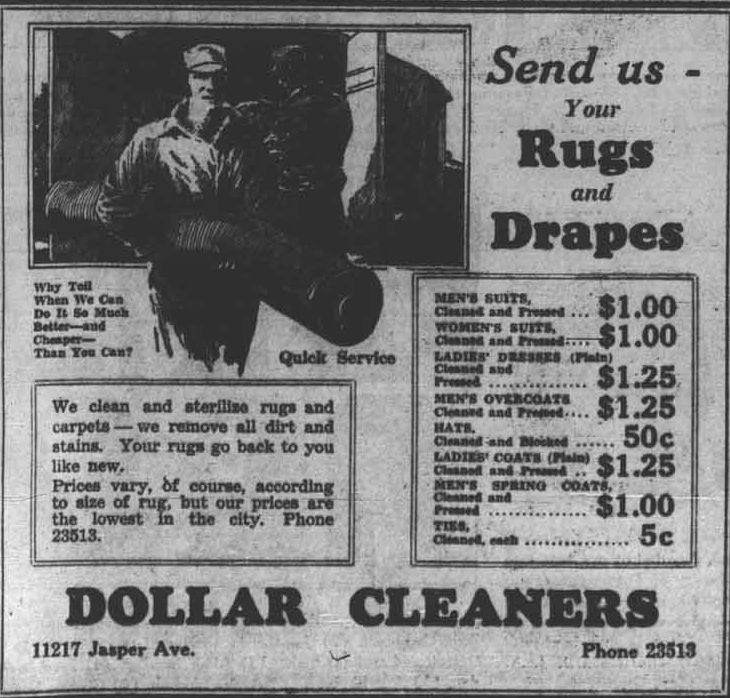 Send us -
Your
Rugs
and
Drapes
Why Toil
When We Can
Do It So Much
Better—and
Cheaper—
Than You Can?
Quick Service
We clean and sterilize rugs and
carpets — we remove all dirt and
stains. Your rugs go back to you
like new.
Prices vary, of course, according
to size of rug, but our prices are
the lowest in the city. Phone
23513.
MEN'S SUITS,
Cleaned and Pressed ... $1.00
WOMEN'S SUITS,
Cleaned and Pressed.... $1.00
LADIES' DRESSES (Plain)
Cleaned and
Pressed ............... $1.25
MEN'S OVERCOATS
Cleaned and Pressed.... $1.25
HATS,
Cleaned and Blocked ...... 50c
LADIES' COATS (Plain)
Cleaned and Pressed .. $1.25
MEN'S SPRING COATS,
Cleaned and
Pressed ............... $1.00
TIES,
Cleaned, each ................ 5c
DOLLAR CLEANERS
11217 Jasper Ave.
Phone 23513